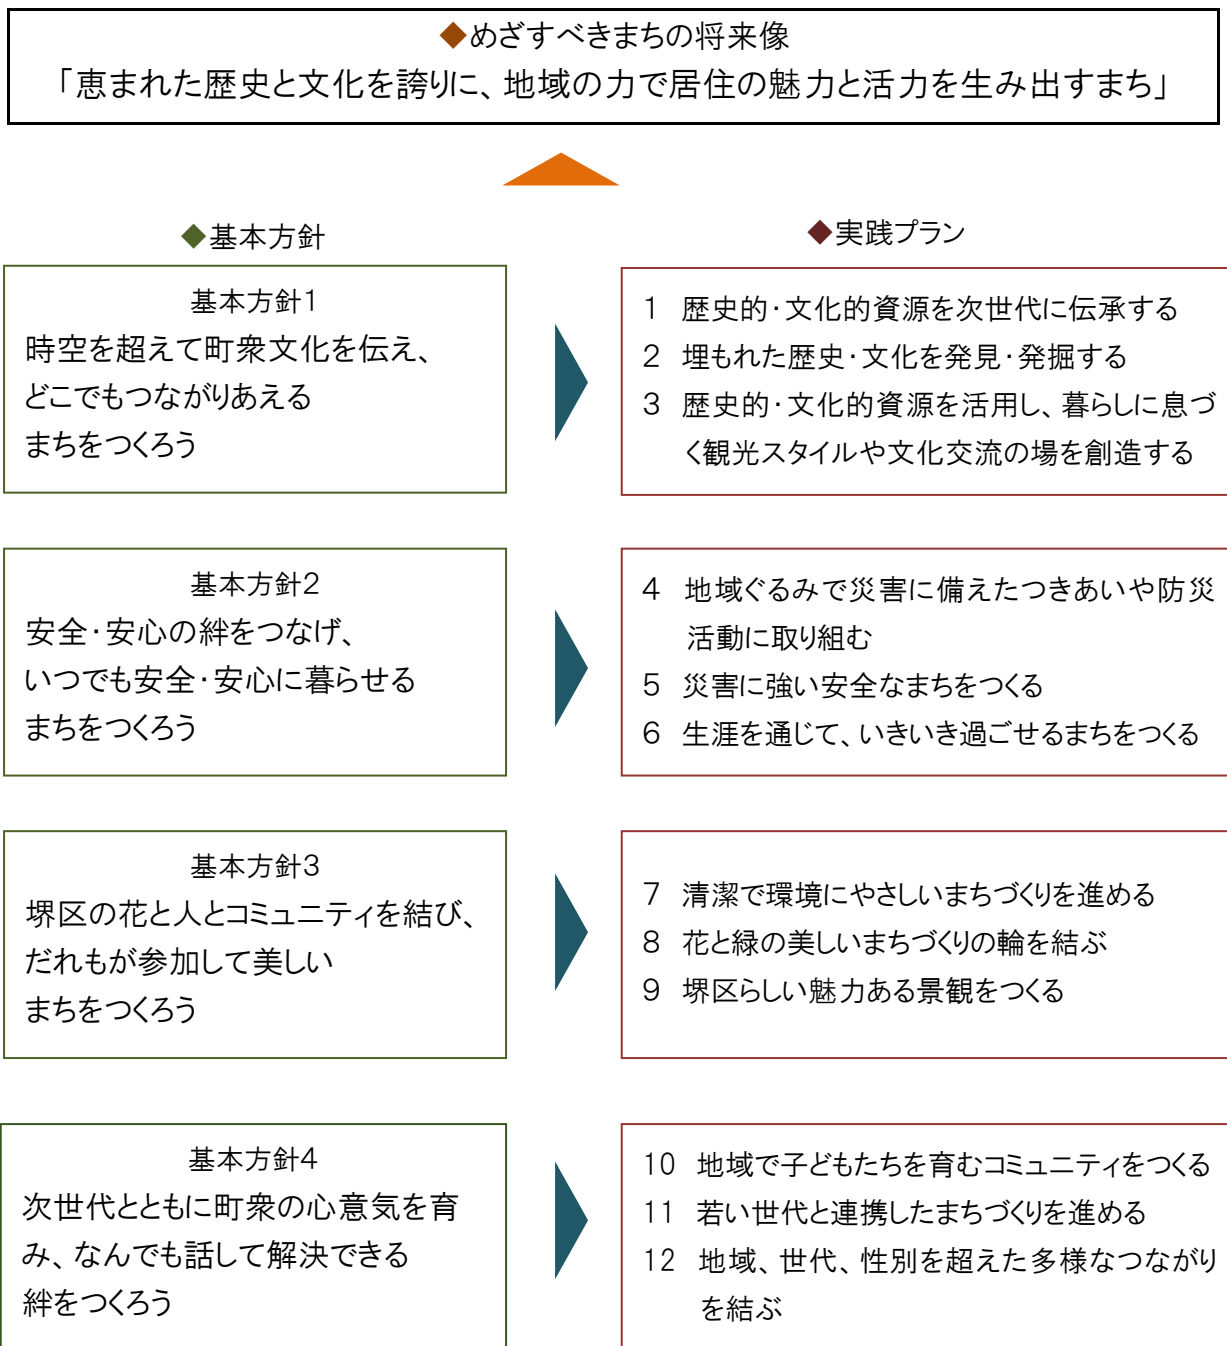 ◆めざすべきまちの将来像
「恵まれた歴史と文化を誇りに、地域の力で居住の魅力と活力を生み出すまち」
◆基本方針
◆実践プラン
基本方針1
時空を超えて町衆文化を伝え、
どこでもつながりあえる
まちをつくろう
1 歴史的・文化的資源を次世代に伝承する
2 埋もれた歴史・文化を発見・発掘する
3 歴史的・文化的資源を活用し、暮らしに息づ
く観光スタイルや文化交流の場を創造する
基本方針2
安全・安心の絆をつなげ、
いつでも安全・安心に暮らせる
まちをつくろう
4 地域ぐるみで災害に備えたつきあいや防災
活動に取り組む
5 災害に強い安全なまちをつくる
6 生涯を通じて、いきいき過ごせるまちをつくる
基本方針3
堺区の花と人とコミュニティを結び、
だれもが参加して美しい
まちをつくろう
7 清潔で環境にやさしいまちづくりを進める
8 花と緑の美しいまちづくりの輪を結ぶ
9 堺区らしい魅力ある景観をつくる
基本方針4
次世代とともに町衆の心意気を育
み、なんでも話して解決できる
絆をつくろう
10 地域で子どもたちを育むコミュニティをつくる
11 若い世代と連携したまちづくりを進める
12 地域、世代、性別を超えた多様なつながり
を結ぶ